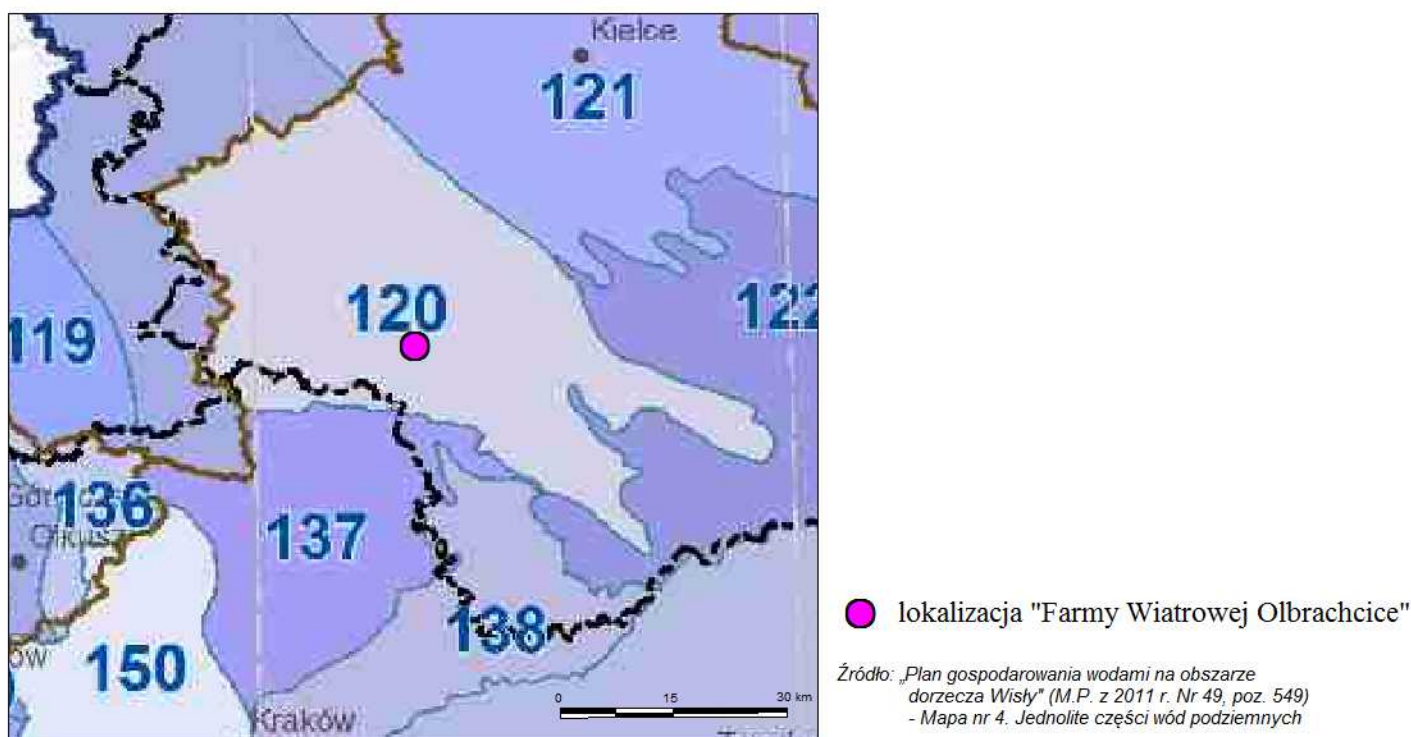 Kielce
121
120
122
119
136
137
138
150
Kraków
0 15 30 km
lokalizacja "Farmy Wiatrowej Olbrachcice"
Źródło: „Plan gospodarowania wodami na obszarze
dorzecza Wisły" (M.P. z 2011 r. Nr 49, poz. 549)
- Mapa nr 4. Jednolite części wód podziemnych